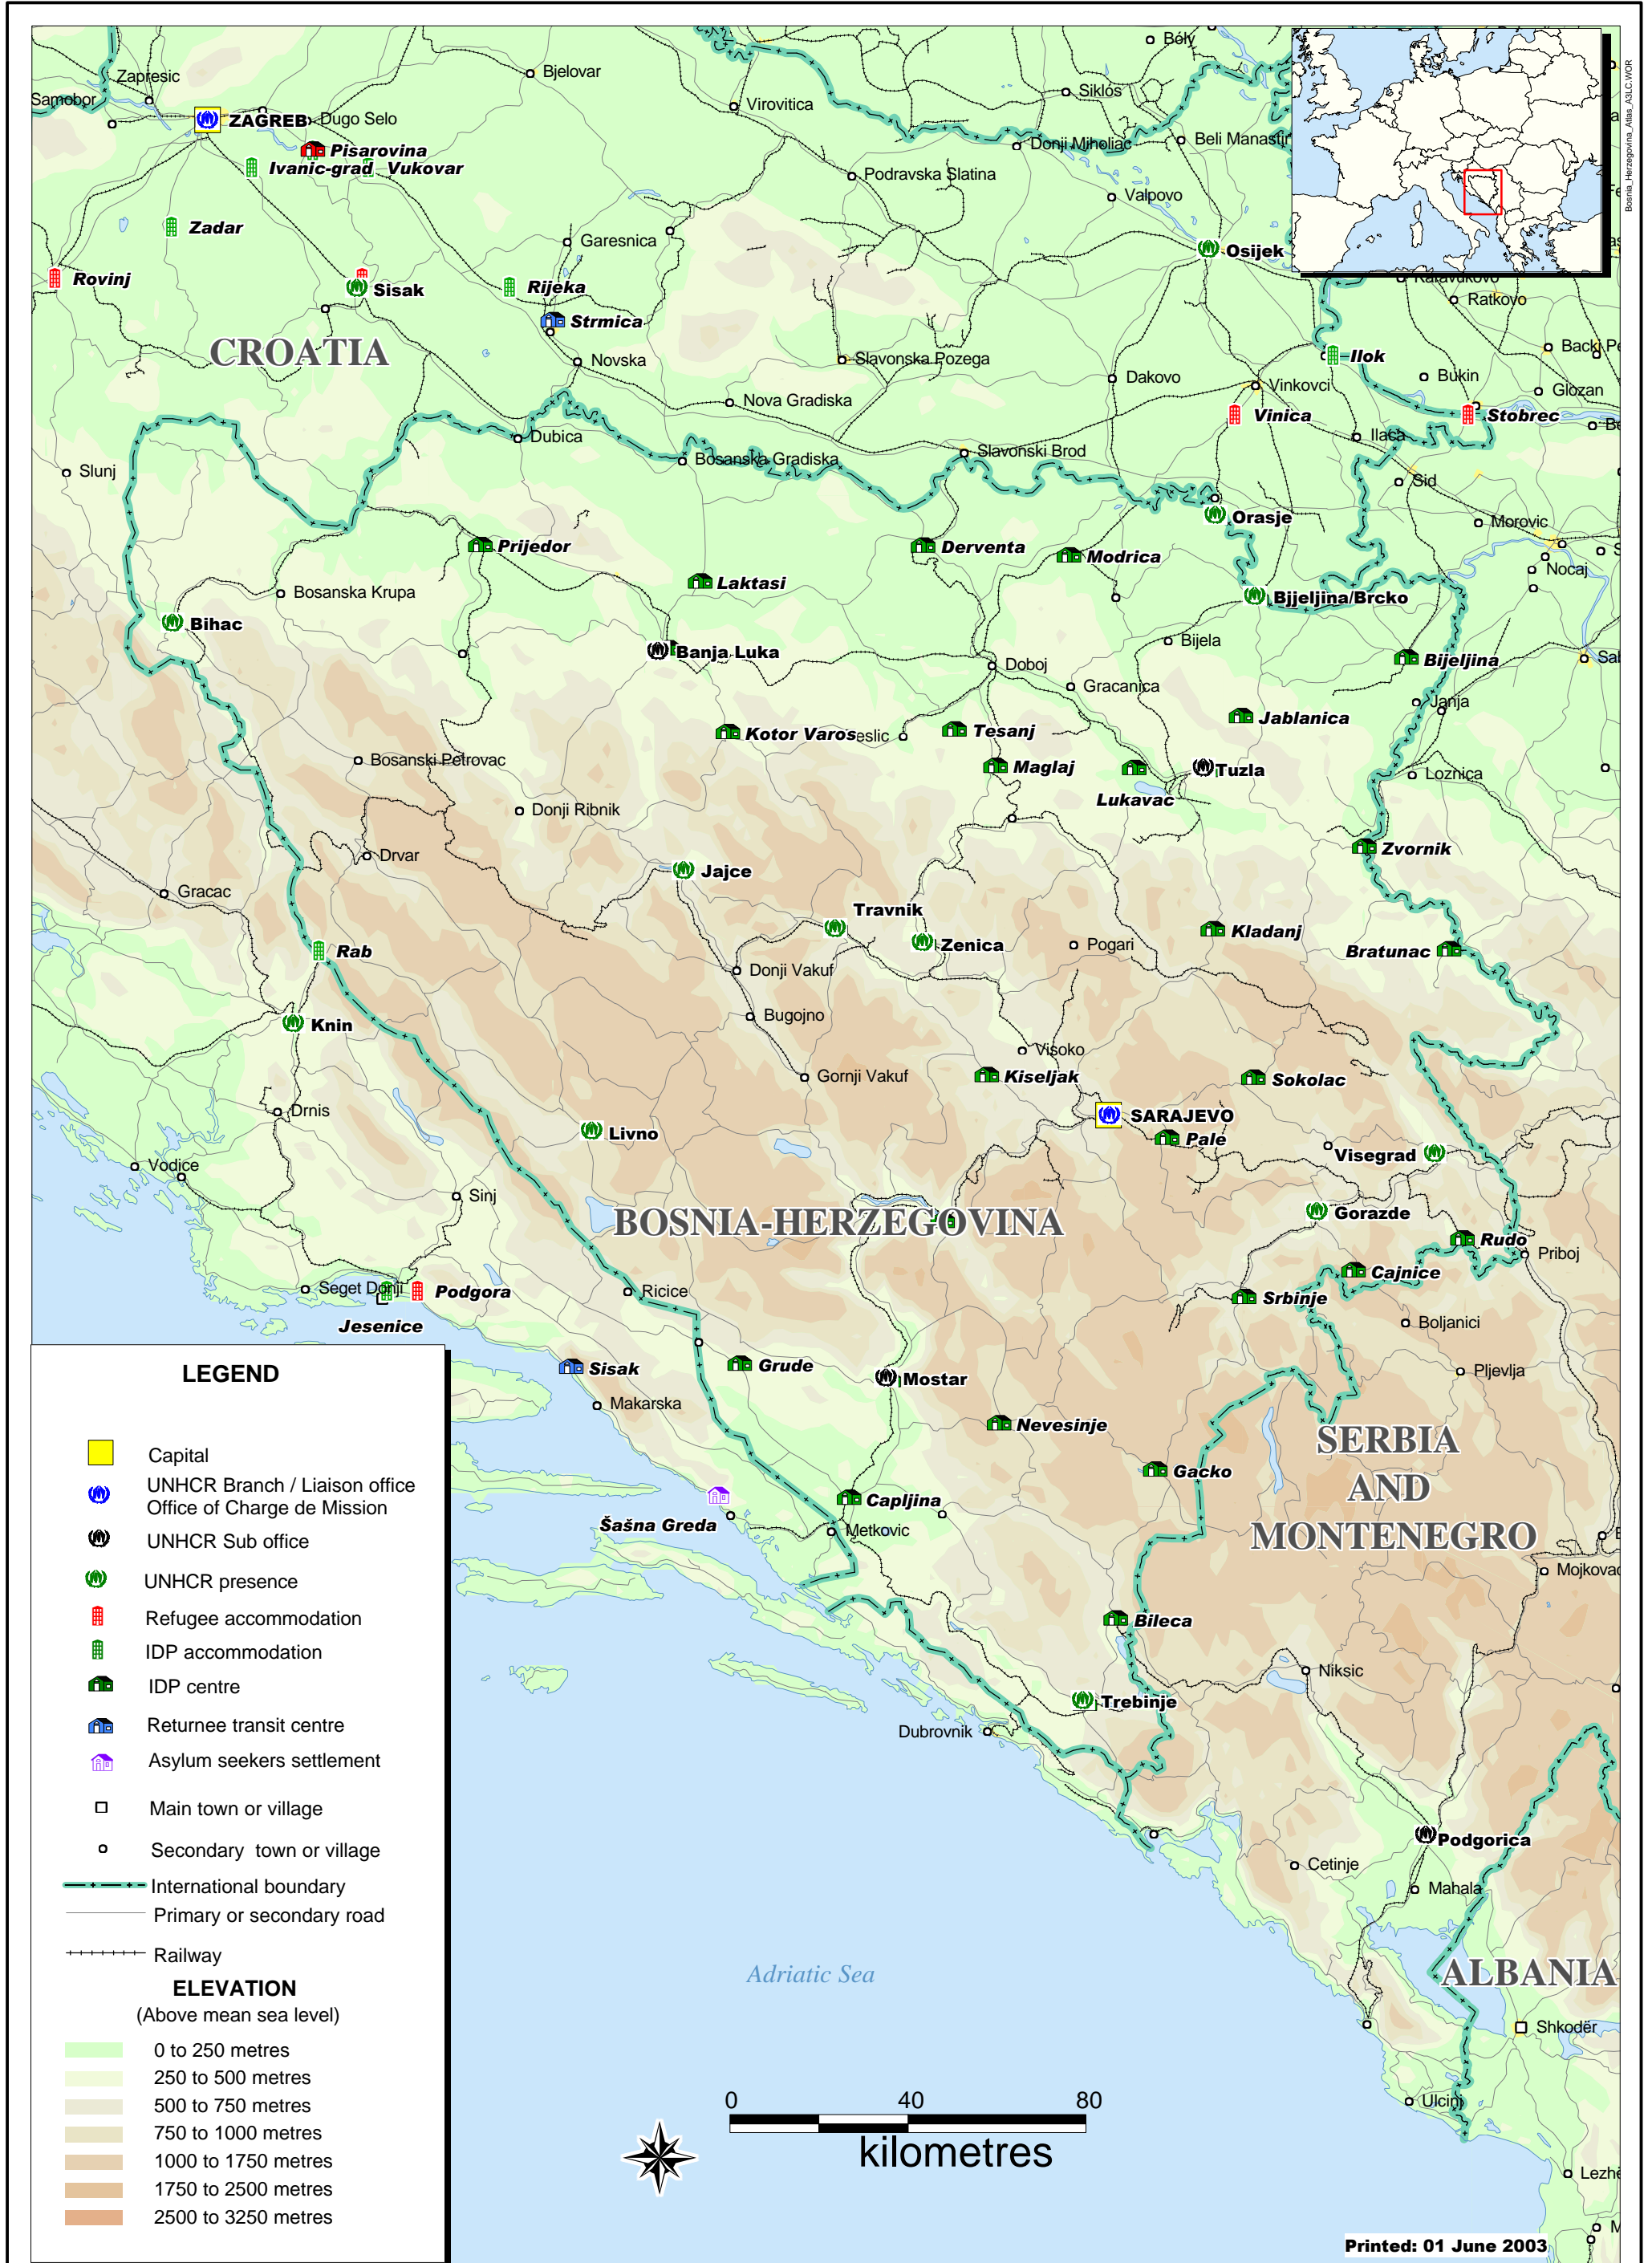 Bosnia_Herzegovina_Atlas_A3LC.WOR
Bóly
Zapresic
Bjelovar
Samobor
Virovitica
Siklós
ZAGREB
Dugo Selo
Donji Miholiac
Beli Manastir
Pisarovina
Ivanic-grad
Vukovar
Podravska Slatina
Valpovo
Zadar
Garesnica
Osijek
Rovinj
Sisak
Rijeka
Karavukovo
Ratkovo
Strmica
CROATIA
Novska
Slavonska Pozega
Ilok
Backi Pe
Dakovo
Vinkovci
Bukin
Glozan
Nova Gradiska
Vinica
Stobrec
Be
Dubica
Ilaca
Slunj
Bosanska Gradiska
Slavonski Brod
Sid
Orasje
Morovic
Prijedor
Derventa
Modrica
Nocaj
Laktasi
Bosanska Krupa
Bjjeljina/Brcko
Bihac
Bijela
Banja Luka
Doboj
Bijeljina
Sab
Gracanica
Janja
Jablanica
Kotor Varos
eslic
Tesanj
Bosanski Petrovac
Maglaj
Tuzla
Loznica
Lukavac
Donji Ribnik
Drvar
Zvornik
Jajce
Gracac
Travnik
Kladanj
Zenica
Pogari
Rab
Bratunac
Donji Vakuf
Bugojno
Knin
Visoko
Gornji Vakuf
Kiseljak
Sokolac
Drnis
SARAJEVO
Livno
Pale
Visegrad
Vodice
Sinj
BOSNIA-HERZEGOVINA
Gorazde
Rudo
Priboj
Cajnice
Seget Donji
Podgora
Ricice
Srbinje
Jesenice
Boljanici
Sisak
Grude
Pljevlja
Mostar
Makarska
Nevesinje
SERBIA
AND
MONTENEGRO
Gacko
Capljina
Šašna Greda
Metkovic
Mojkovac
Bileca
Niksic
Trebinje
Dubrovnik
Podgorica
Cetinje
Mahala
Adriatic Sea
ALBANIA
Shkodër
Ulcinj
Lezhë
M
LEGEND
Capital
UNHCR Branch / Liaison office
Office of Charge de Mission
UNHCR Sub office
UNHCR presence
Refugee accommodation
IDP accommodation
IDP centre
Returnee transit centre
Asylum seekers settlement
Main town or village
Secondary town or village
International boundary
Primary or secondary road
Railway
ELEVATION
(Above mean sea level)
0 to 250 metres
250 to 500 metres
500 to 750 metres
750 to 1000 metres
1000 to 1750 metres
1750 to 2500 metres
2500 to 3250 metres
0 40 80
kilometres
Printed: 01 June 2003